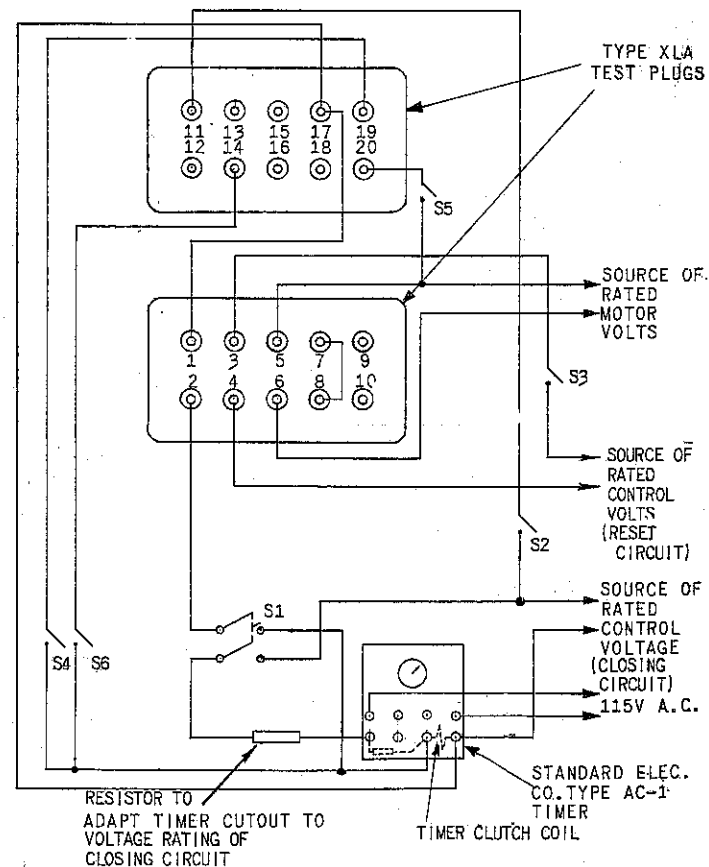 TYPE XLA
TEST PLUGS
11 13 15 17 19
12 14 16 18 20
S5
SOURCE OF
RATED
MOTOR
VOLTS
1 3 5 7 9
2 4 6 8 10
S3
SOURCE OF
RATED
CONTROL
VOLTS
(RESET
CIRCUIT)
S2
SOURCE OF
RATED
CONTROL
VOLTAGE
(CLOSING
CIRCUIT)
115V A.C.
S1
S4
S6
STANDARD ELEC.
CO. TYPE AC-1
TIMER
TIMER CLUTCH COIL
RESISTOR TO
ADAPT TIMER CUTOUT TO
VOLTAGE RATING OF
CLOSING CIRCUIT